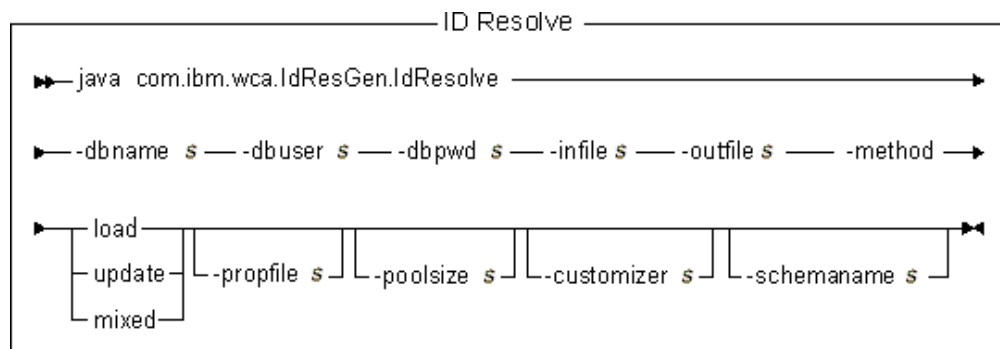 ID Resolve
java com.ibm.wca.IdResGen.IdResolve
-dbname s -dbuser s -dbpwd s -infile s -outfile s -method
load
update
mixed
-propfile s -poolsize s -customizer s -schemaname s